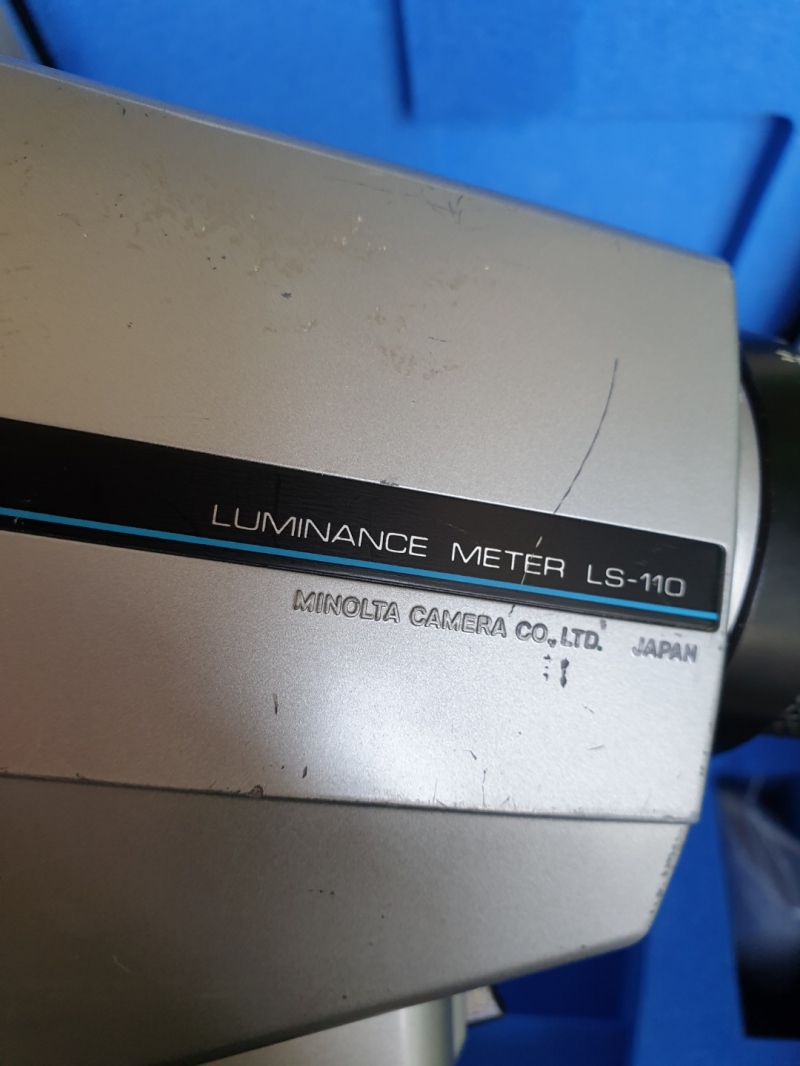 LUMINANCE METER LS-110
MINOLTA CAMERA CO., LTD. JAPAN